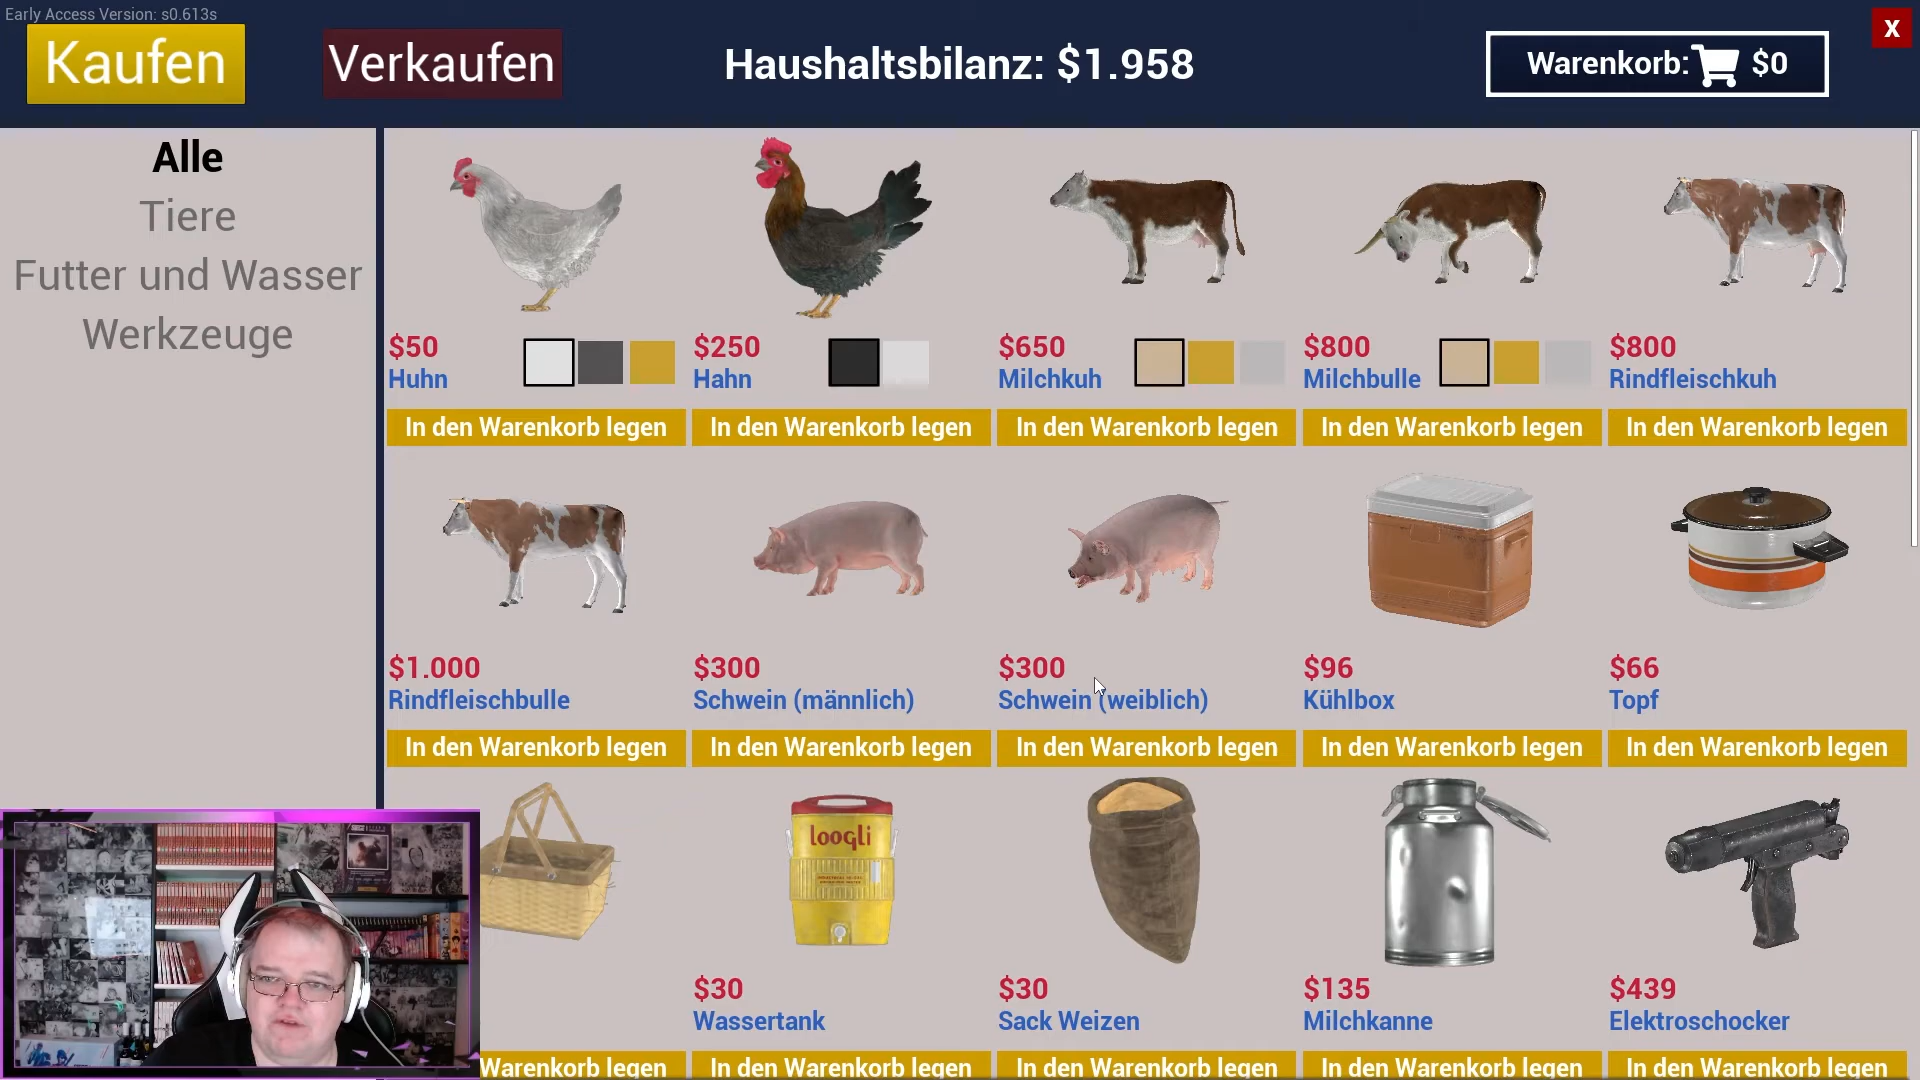 Early Access Version: s0.613s
Kaufen
Verkaufen
Haushaltsbilanz: $1.958
Warenkorb: $0
X
Alle
Tiere
Futter und Wasser
Werkzeuge
$50
Huhn
In den Warenkorb legen
$250
Hahn
In den Warenkorb legen
$650
Milchkuh
In den Warenkorb legen
$800
Milchbulle
In den Warenkorb legen
$800
Rindfleischkuh
In den Warenkorb legen
$1.000
Rindfleischbulle
In den Warenkorb legen
$300
Schwein (männlich)
In den Warenkorb legen
$300
Schwein (weiblich)
In den Warenkorb legen
$96
Kühlbox
In den Warenkorb legen
$66
Topf
In den Warenkorb legen
Warenkorb legen
looqli
$30
Wassertank
In den Warenkorb legen
$30
Sack Weizen
In den Warenkorb legen
$135
Milchkanne
In den Warenkorb legen
$439
Elektroschocker
In den Warenkorb legen